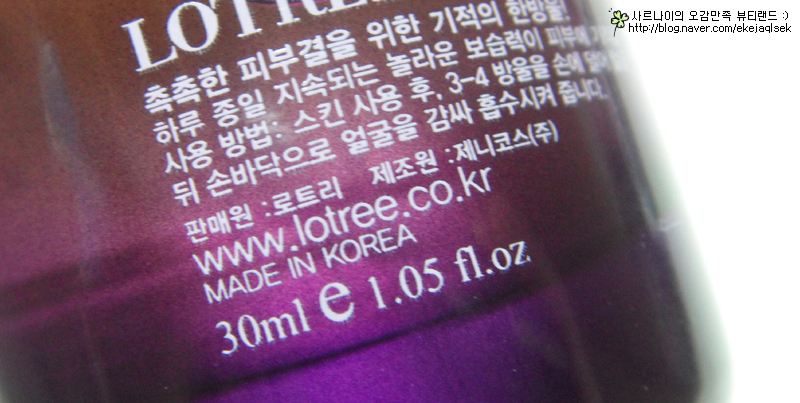 사르나이의 오감만족 뷰티랜드 :)
http://blog.naver.com/ekejaqlsek
LOTREE
촉촉한 피부결을 위한 기적의 한방울!
하루 종일 지속되는 놀라운 보습력이 피부에
사용 방법: 스킨 사용 후, 3-4 방울을 손에 덜어
뒤 손바닥으로 얼굴을 감싸 흡수시켜 줍니다.
판매원 :로트리 제조원 :제니코스(주)
www.lotree.co.kr
MADE IN KOREA
30ml e 1.05 fl.oz